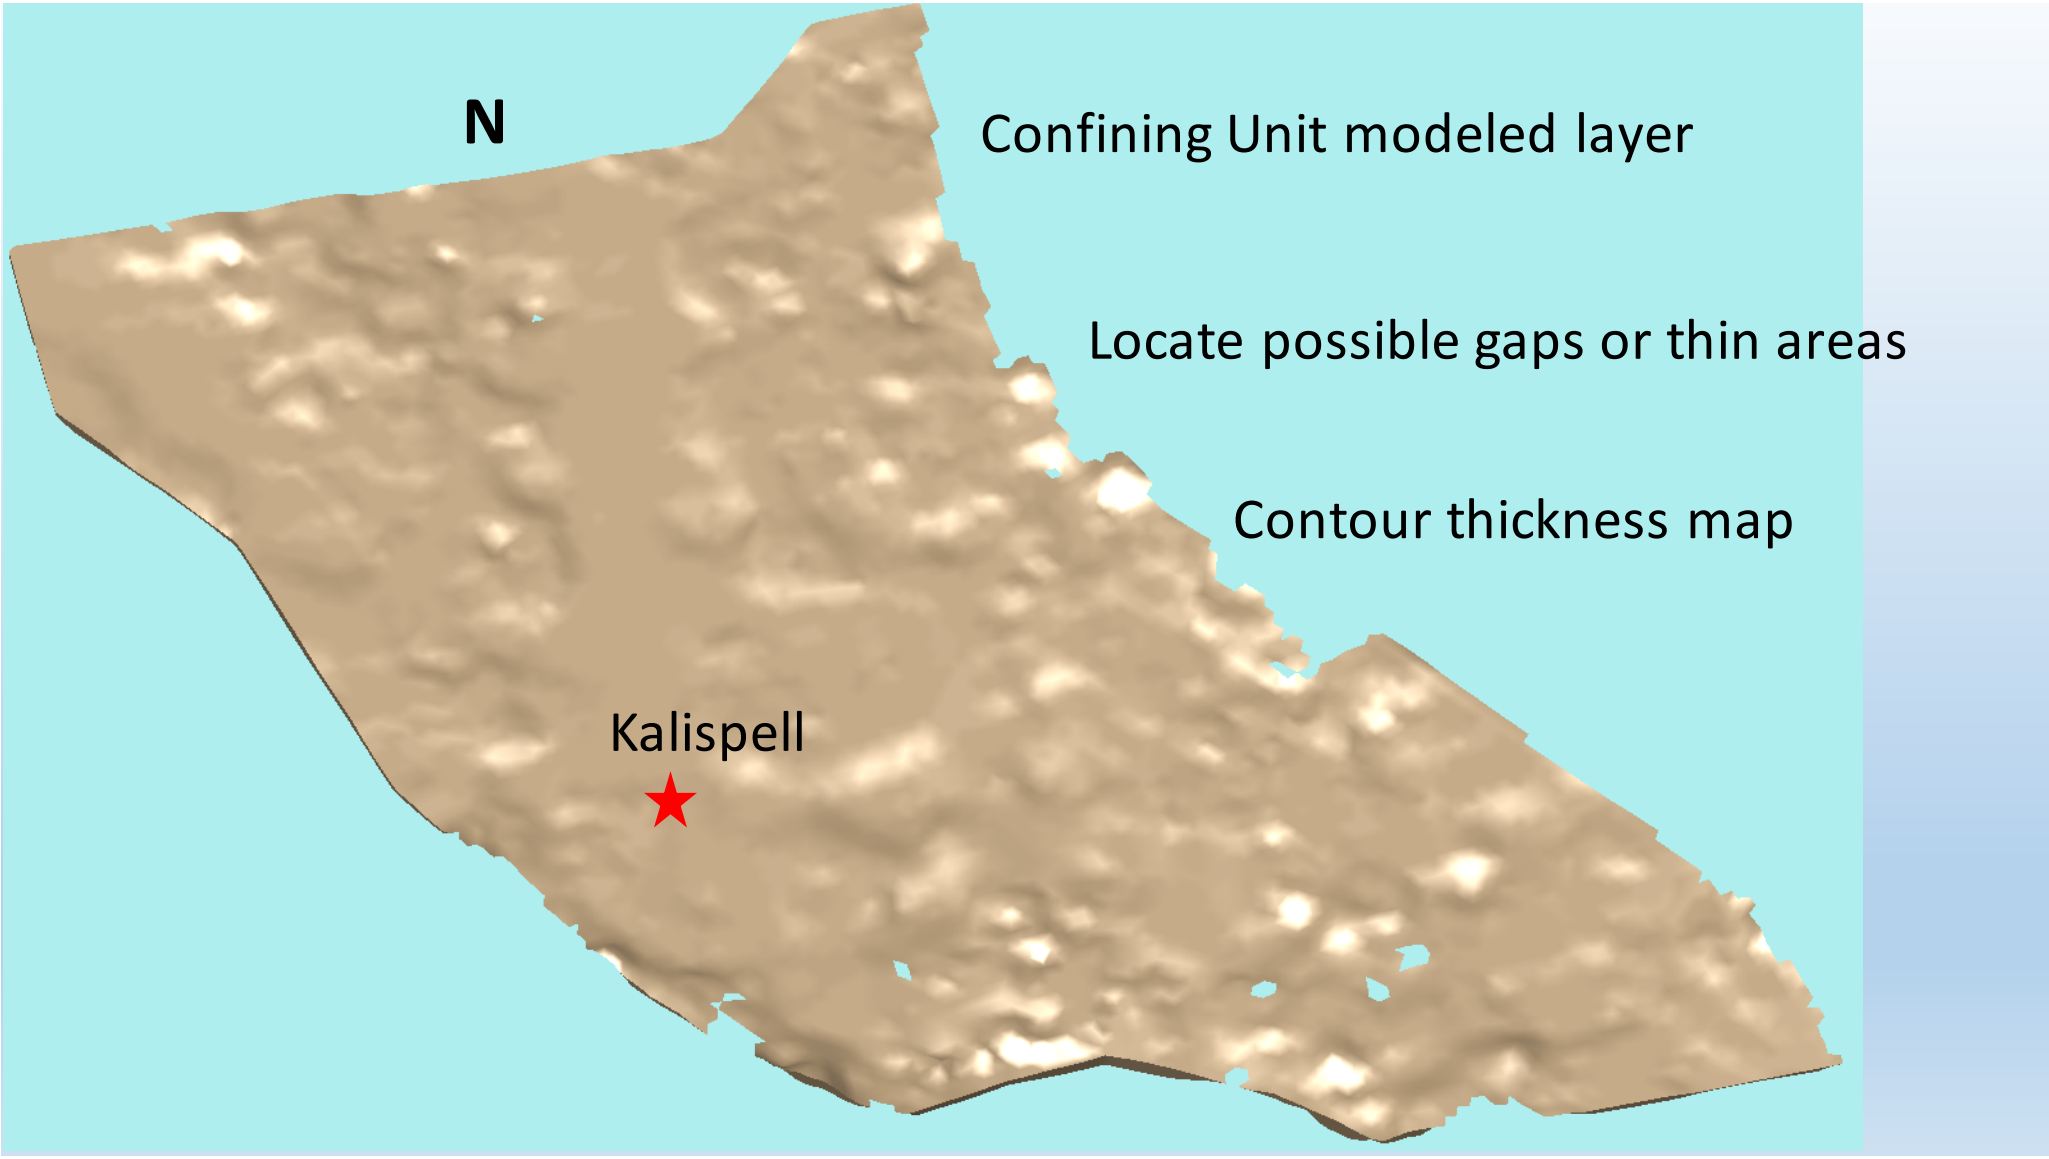 N
Confining Unit modeled layer
Locate possible gaps or thin areas
Contour thickness map
Kalispell